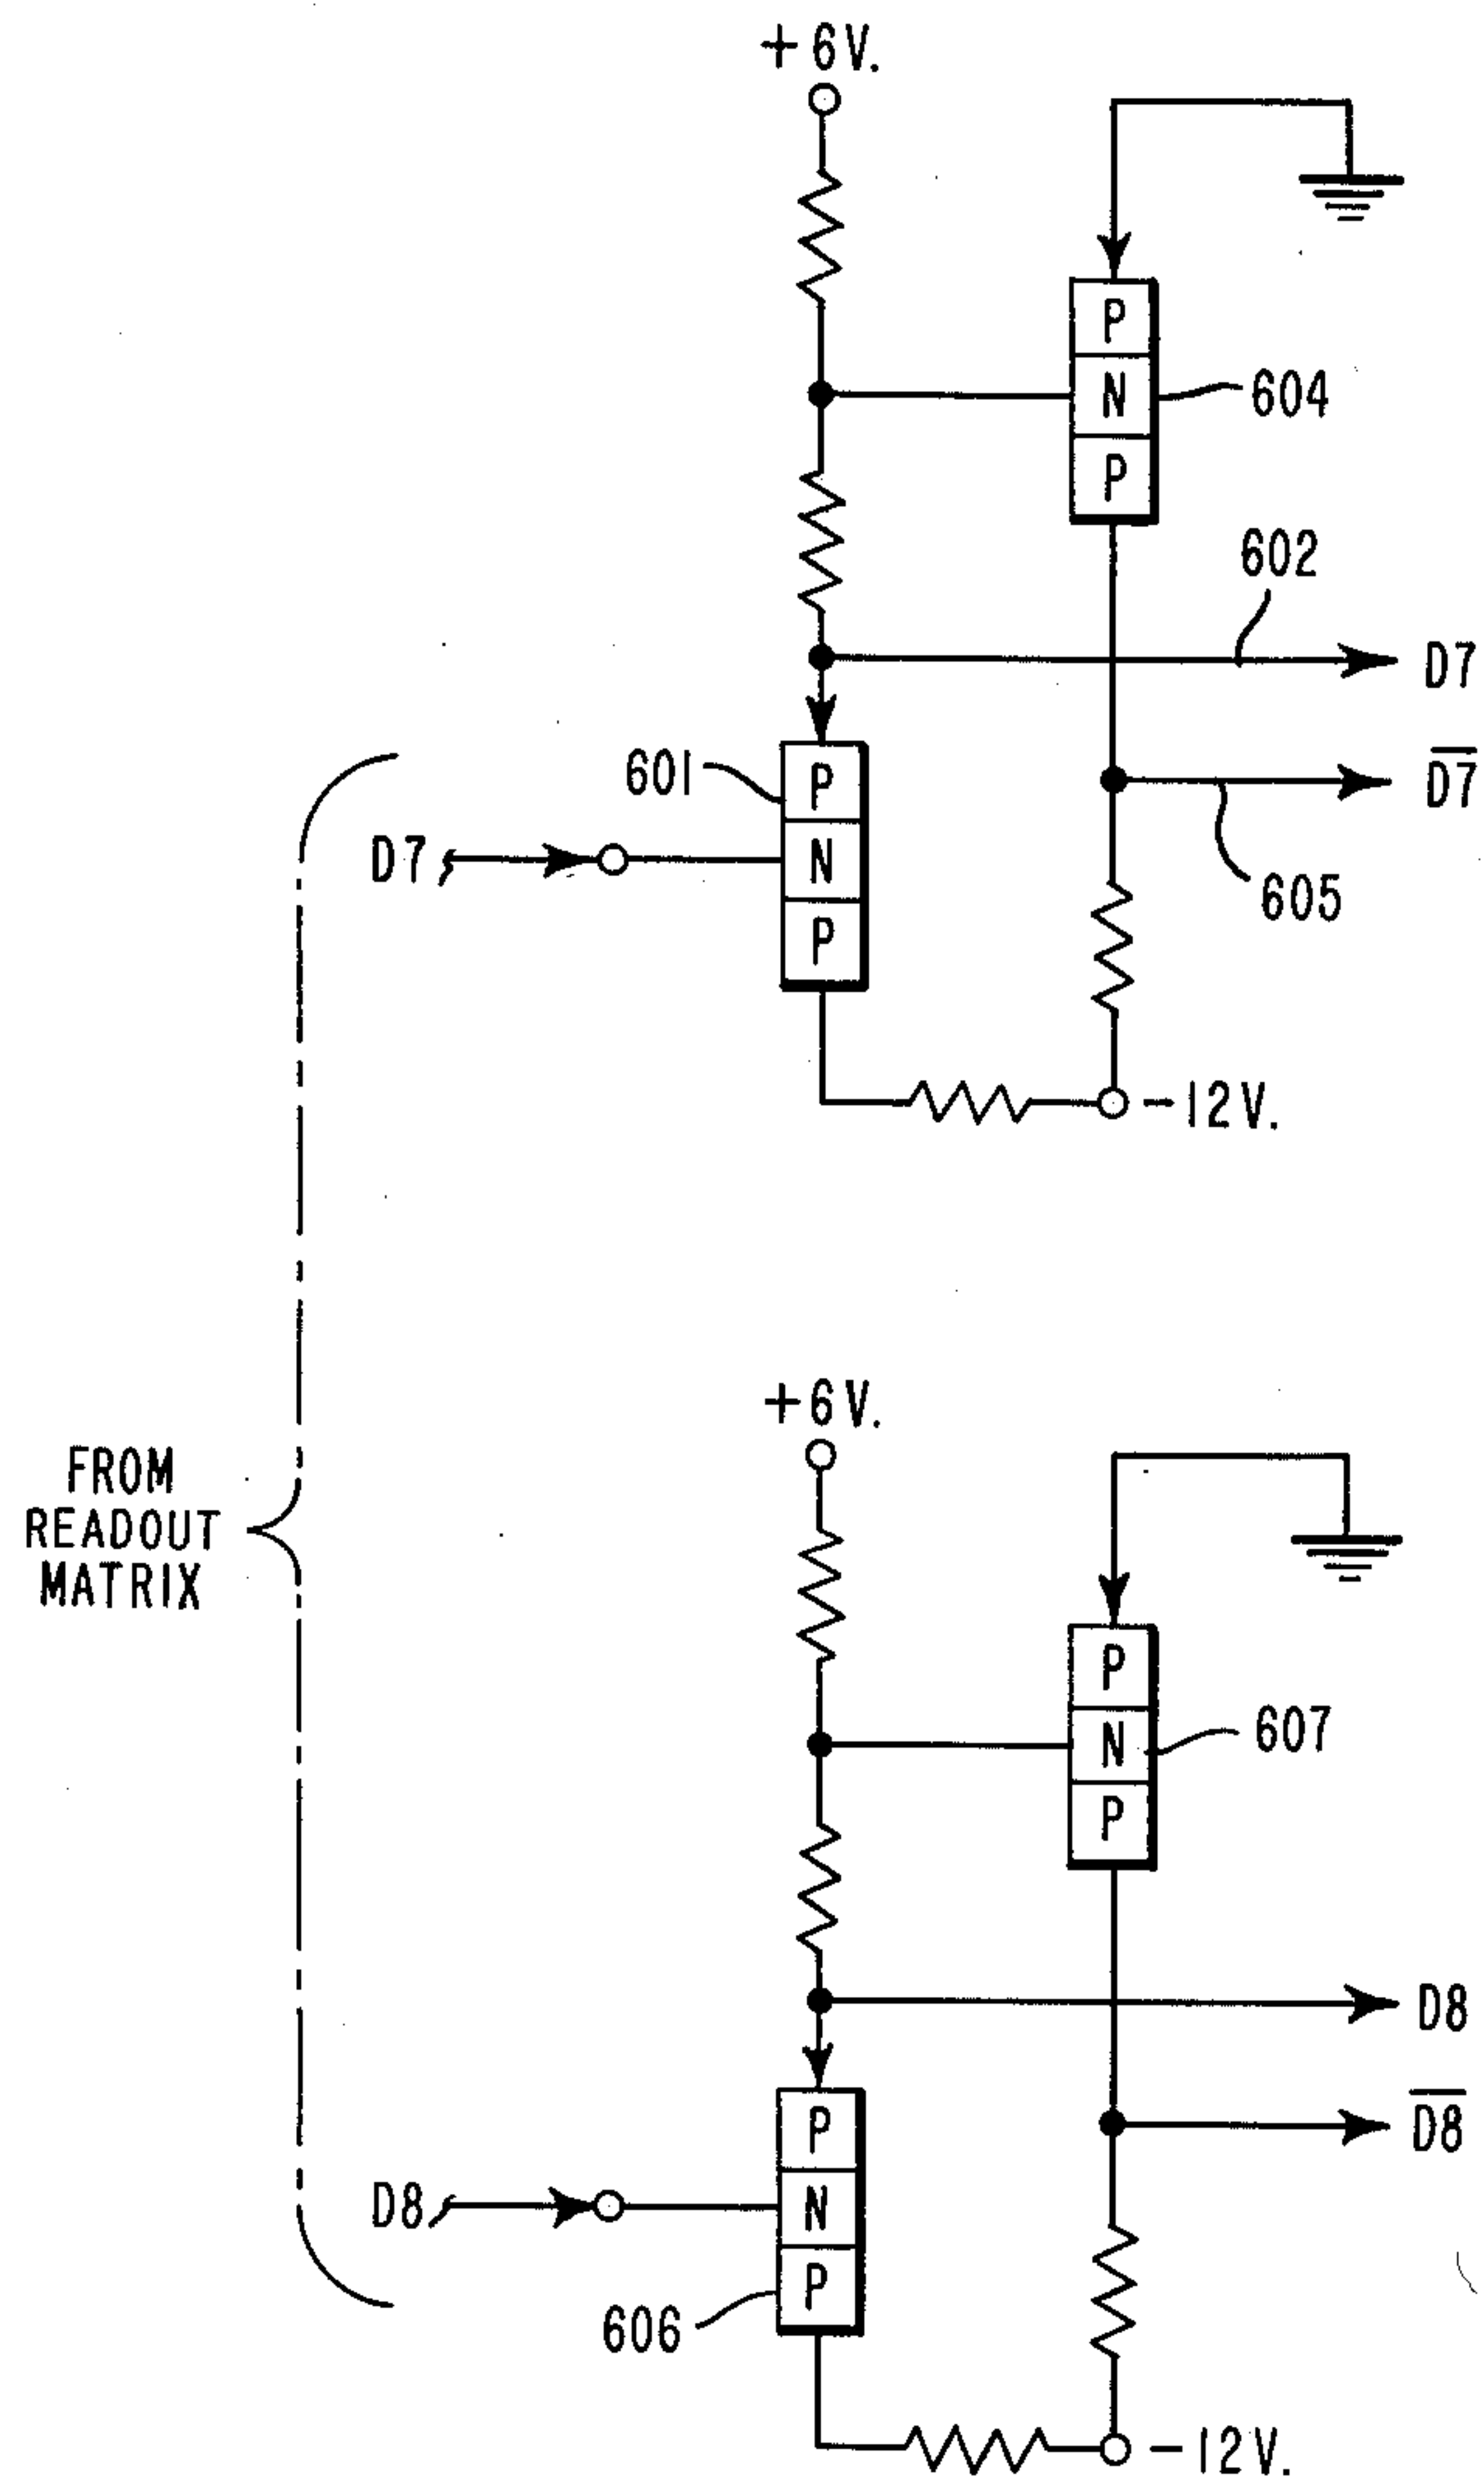 +6V.
P
N
P
604
602
D7
D7̅
601
P
N
P
D7
605
-12V.
+6V.
FROM
READOUT
MATRIX
P
N
P
607
D8
D8̅
P
N
P
D8
606
-12V.